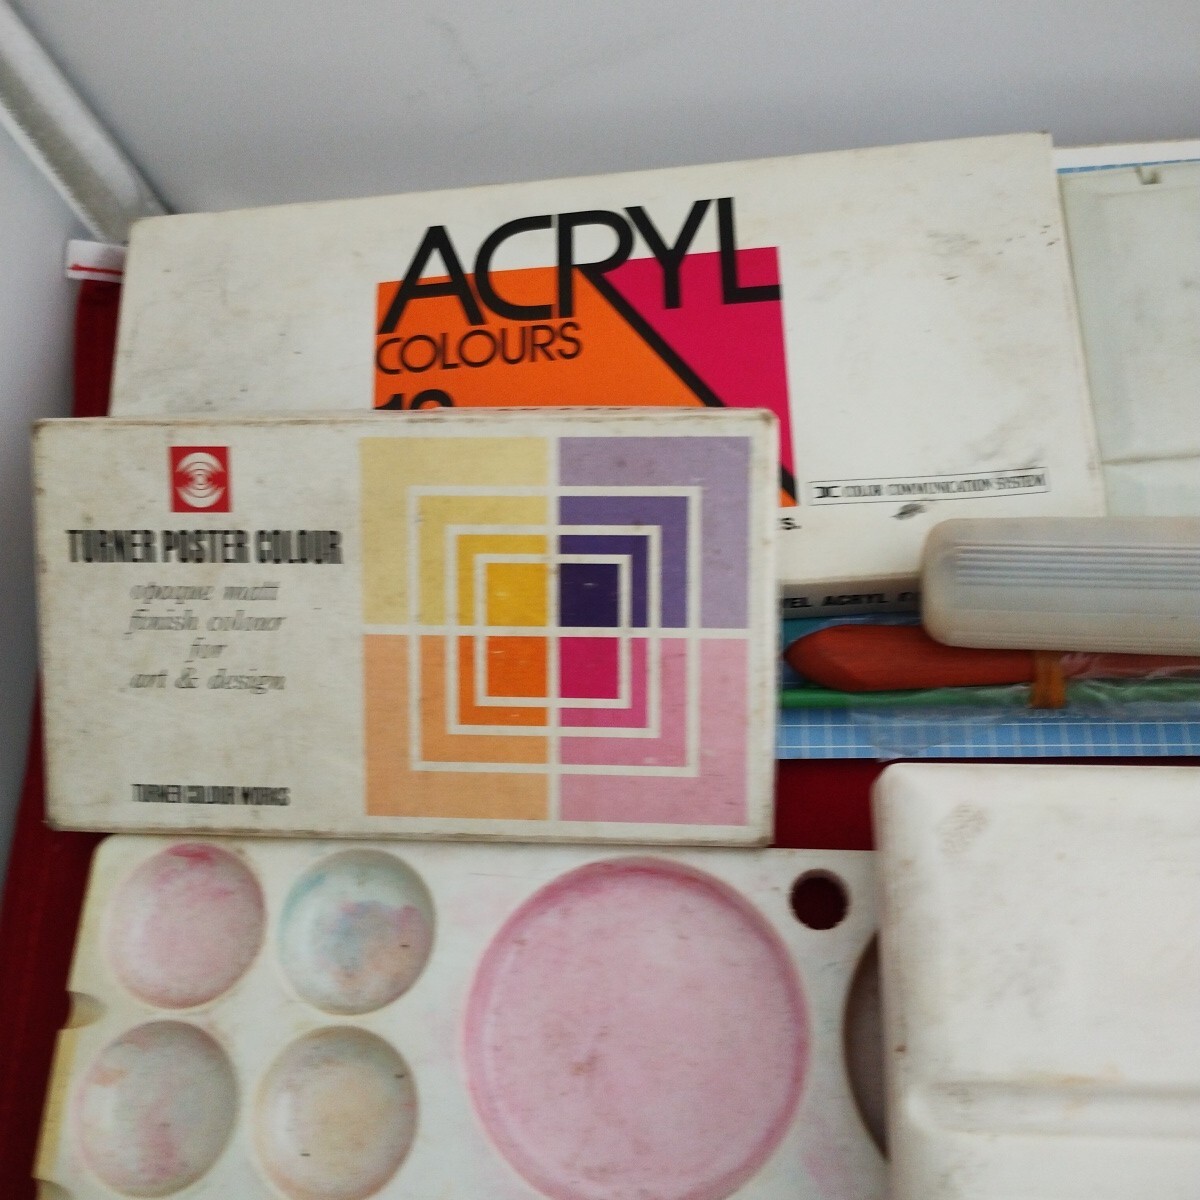 ACRYL
COLOURS
COLOR COMMUNICATION SYSTEM
ACRYL
TURNER POSTER COLOUR
opaque matt
finish colour
for
art & design
TURNER COLOUR WORKS